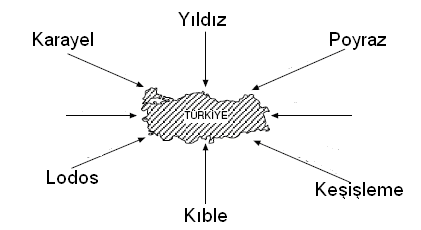 Yıldız
Karayel
Poyraz
TÜRKİYE
Lodos
Keşişleme
Kıble